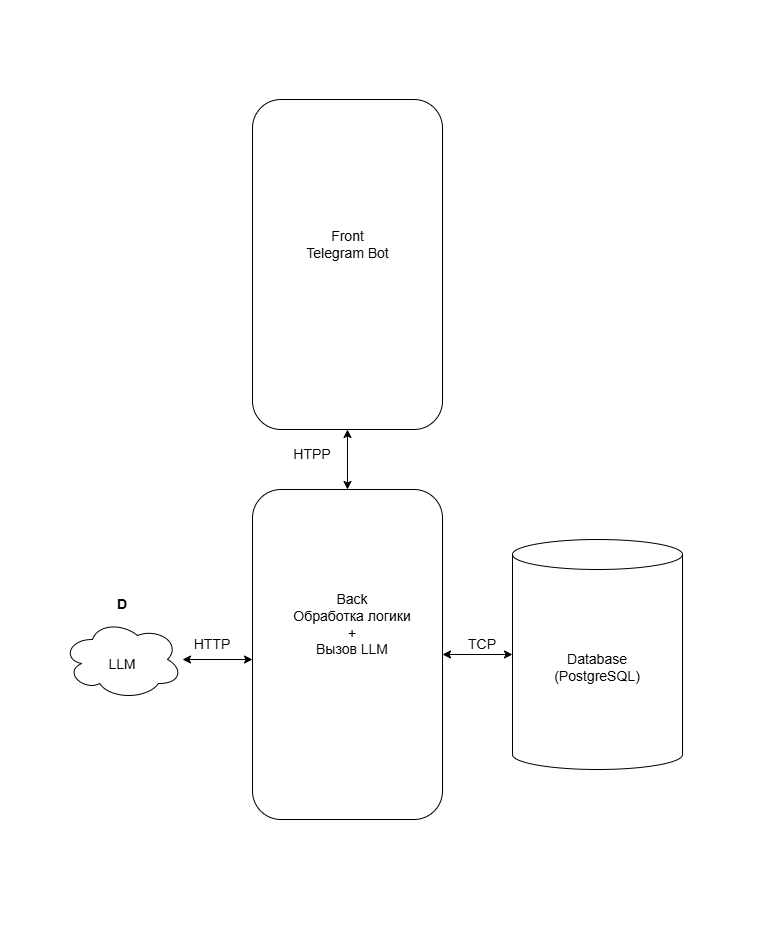 Front
Telegram Bot
HTPP
Back
Обработка логики
+
Вызов LLM
D
HTTP
LLM
TCP
Database
(PostgreSQL)